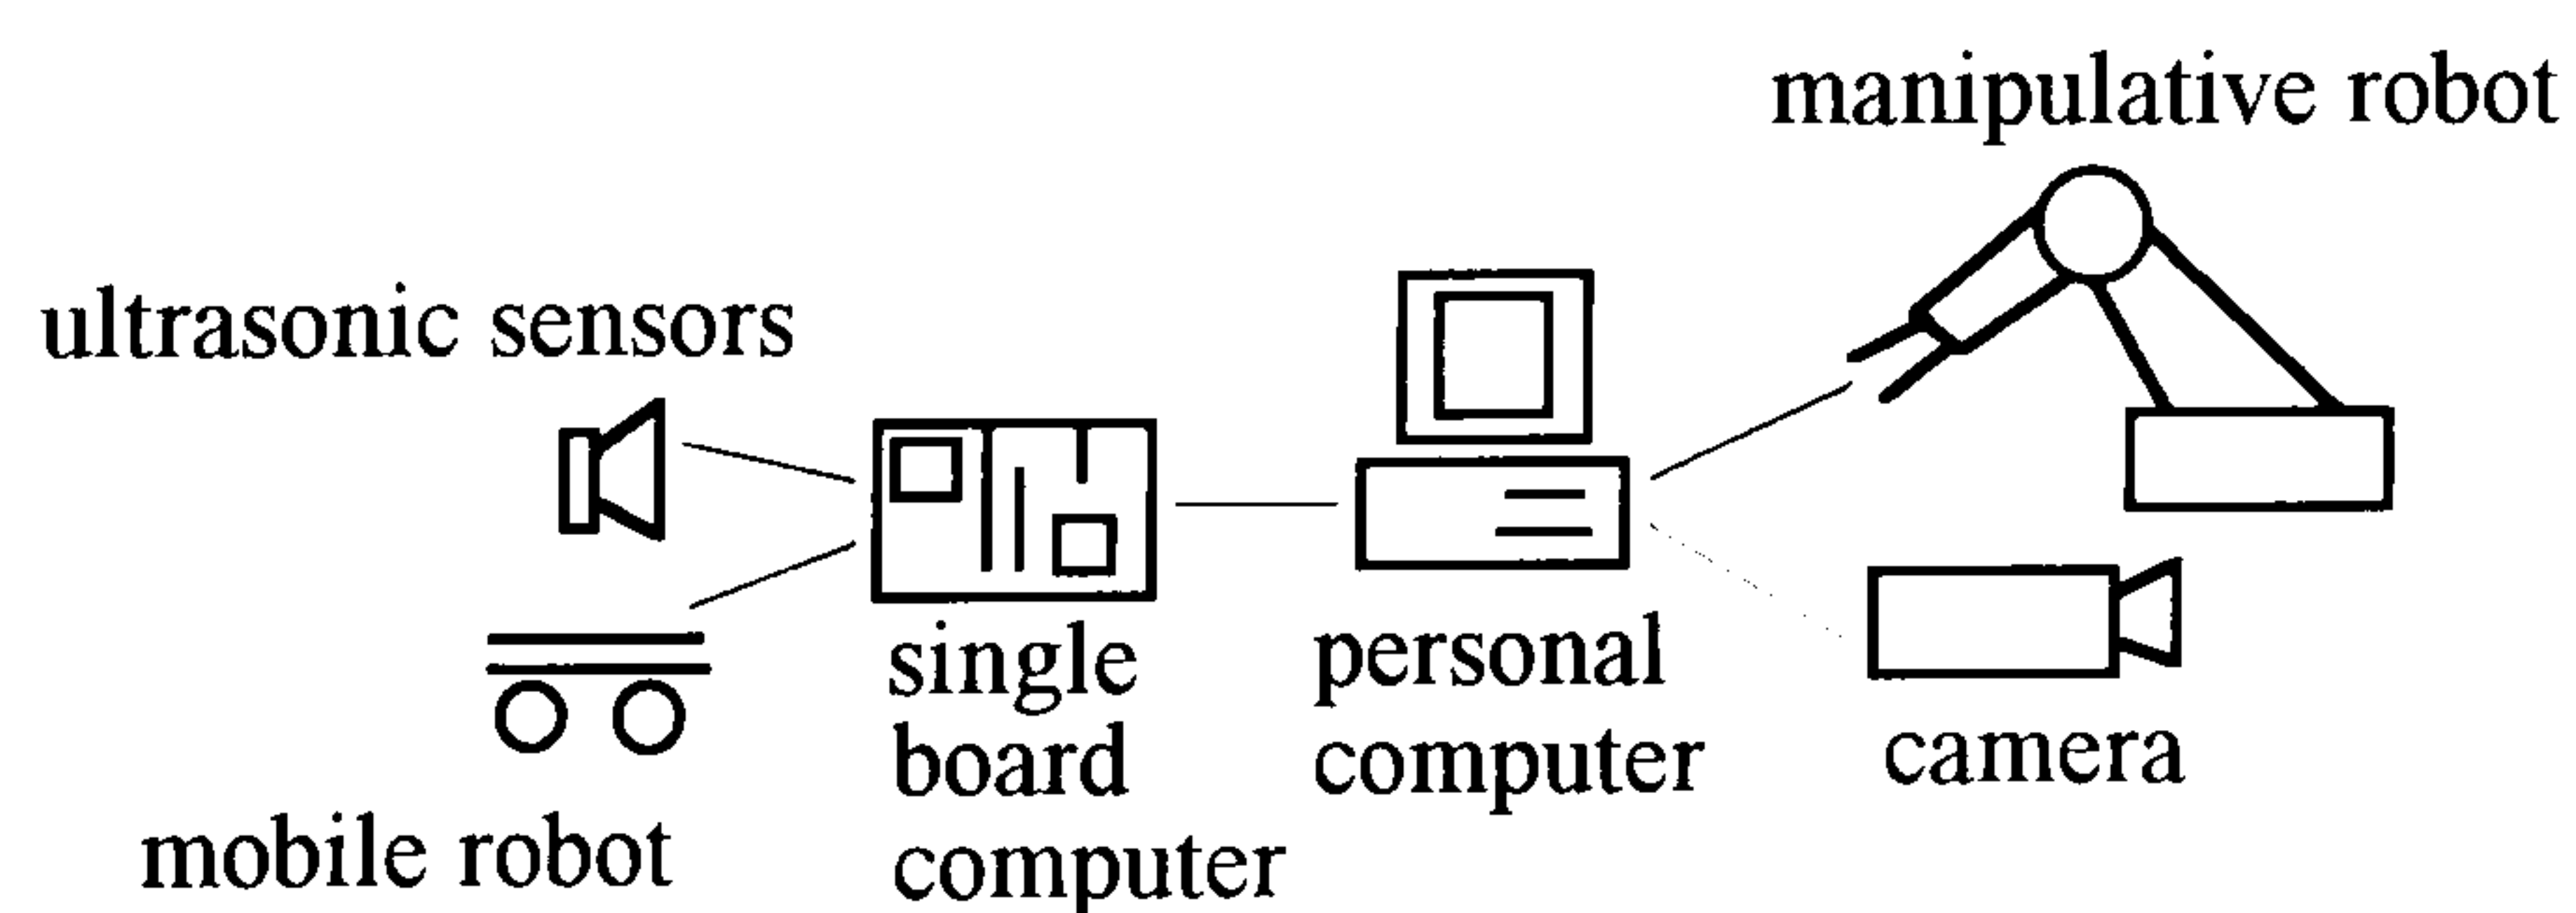 manipulative robot
ultrasonic sensors
single
board
computer
personal
computer
camera
mobile robot